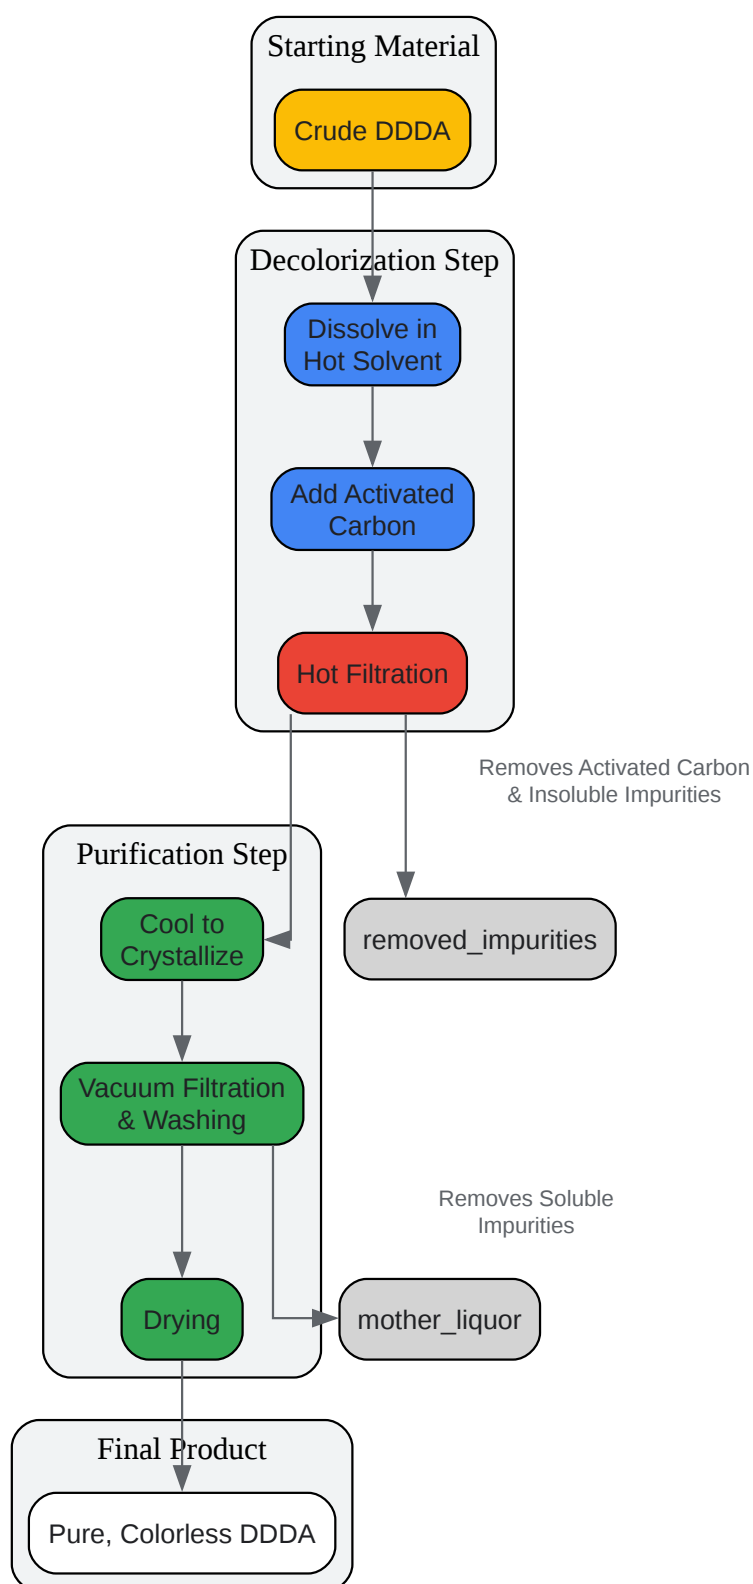 Starting Material
Crude DDDA
Decolorization Step
Dissolve in
Hot Solvent
Add Activated
Carbon
Hot Filtration
Removes Activated Carbon
& Insoluble Impurities
Purification Step
Cool to
Crystallize
removed_impurities
Vacuum Filtration
& Washing
Removes Soluble
Impurities
Drying
mother_liquor
Final Product
Pure, Colorless DDDA